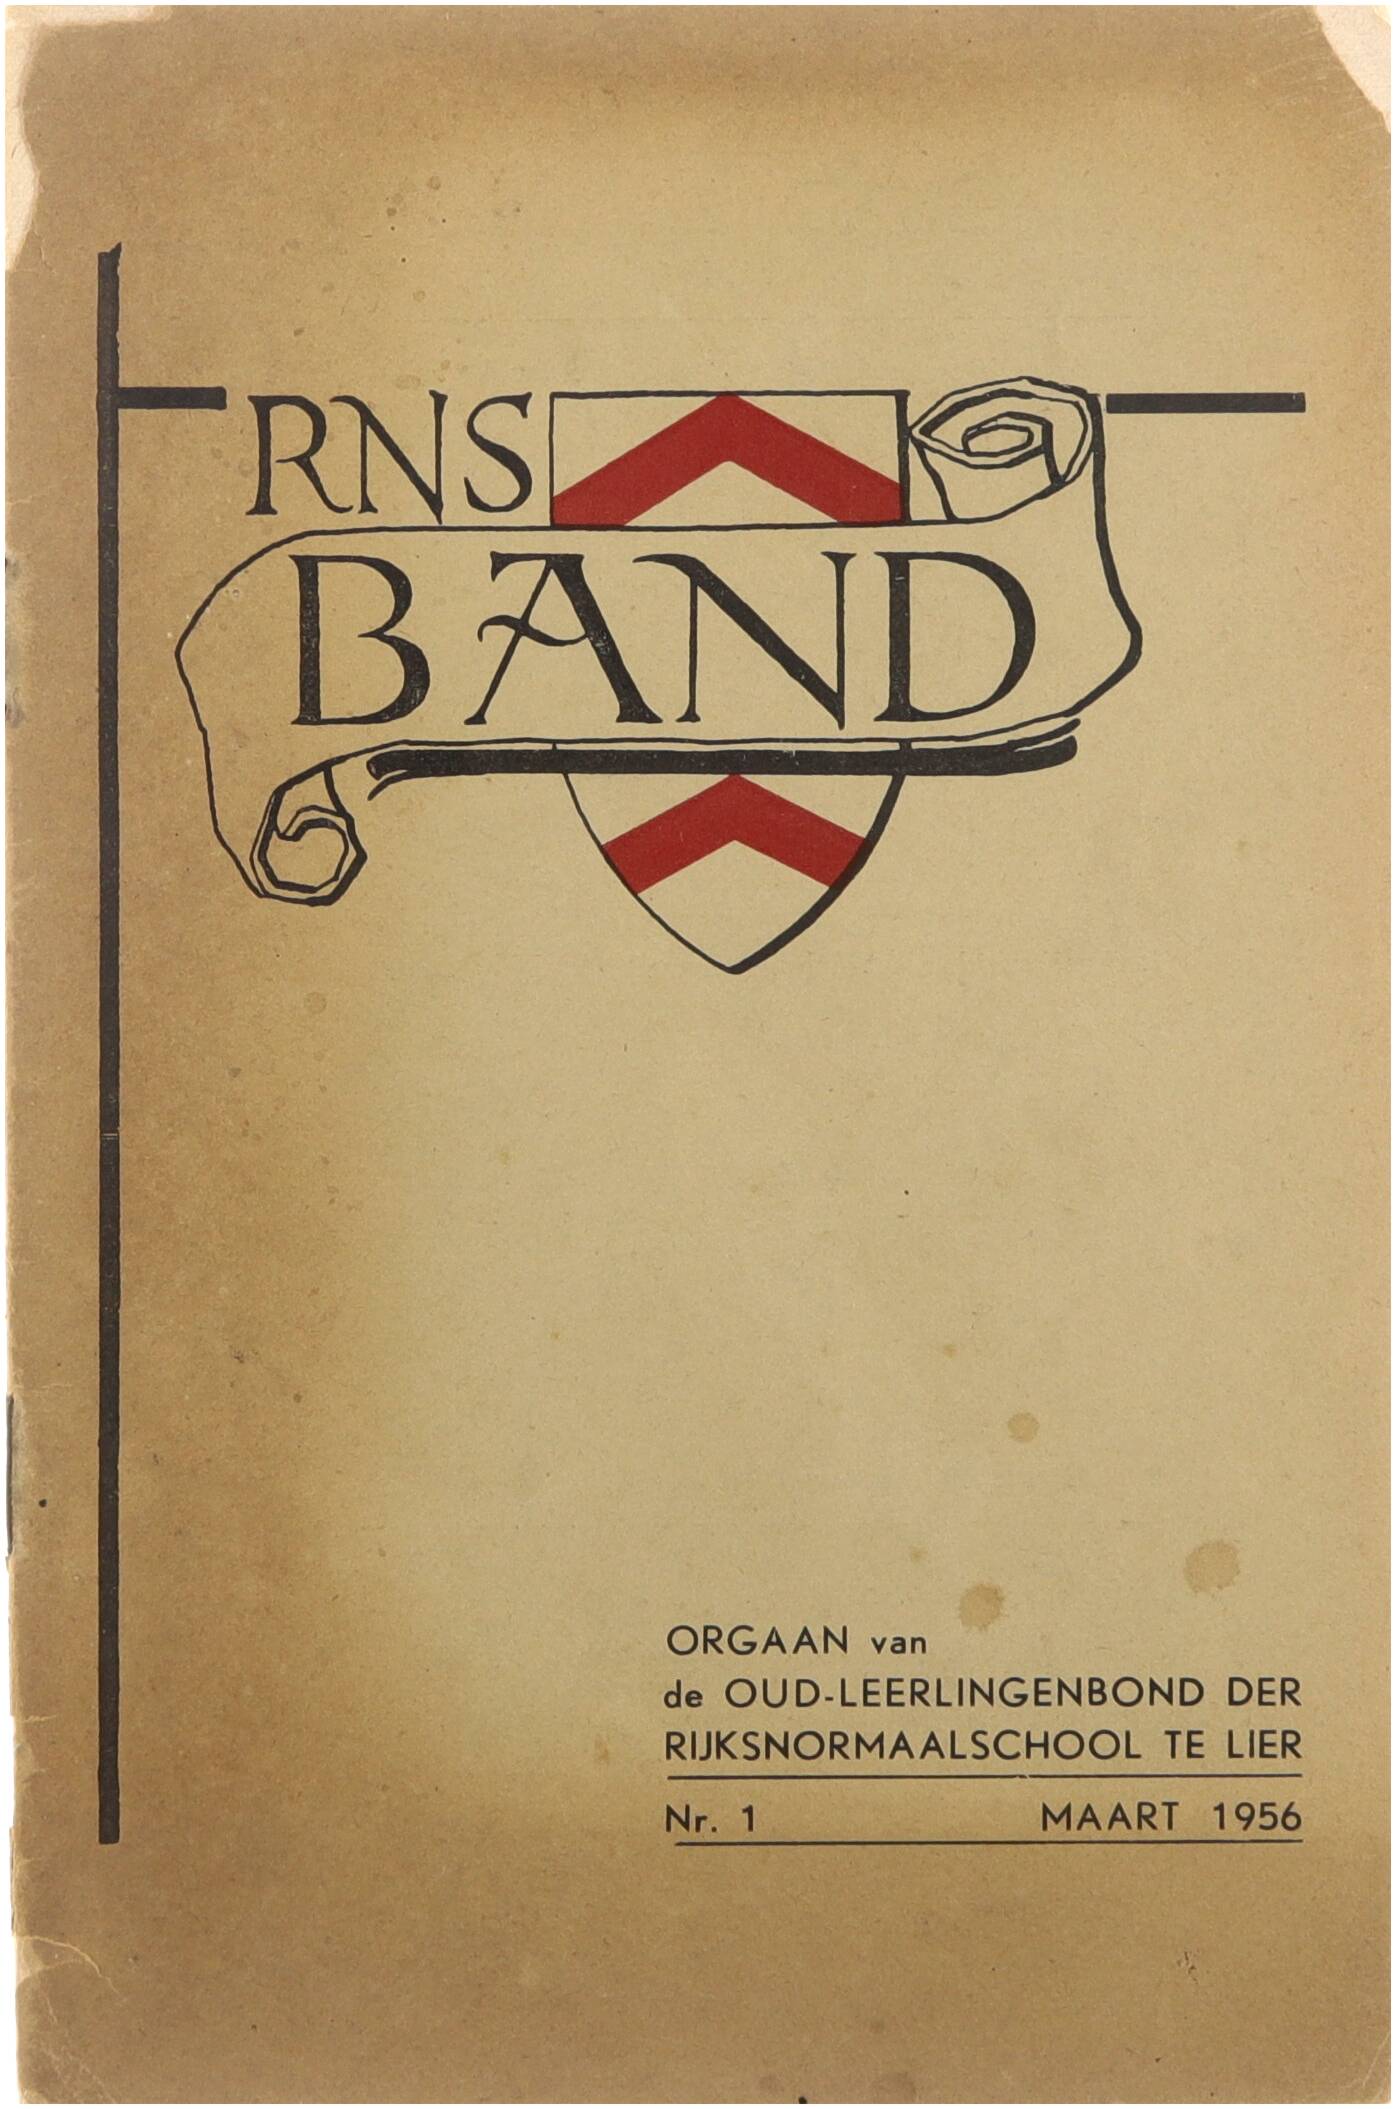 RNS
BAND
ORGAAN van
de OUD-LEERLINGENBOND DER
RIJKSNORMAALSCHOOL TE LIER
Nr. 1 MAART 1956